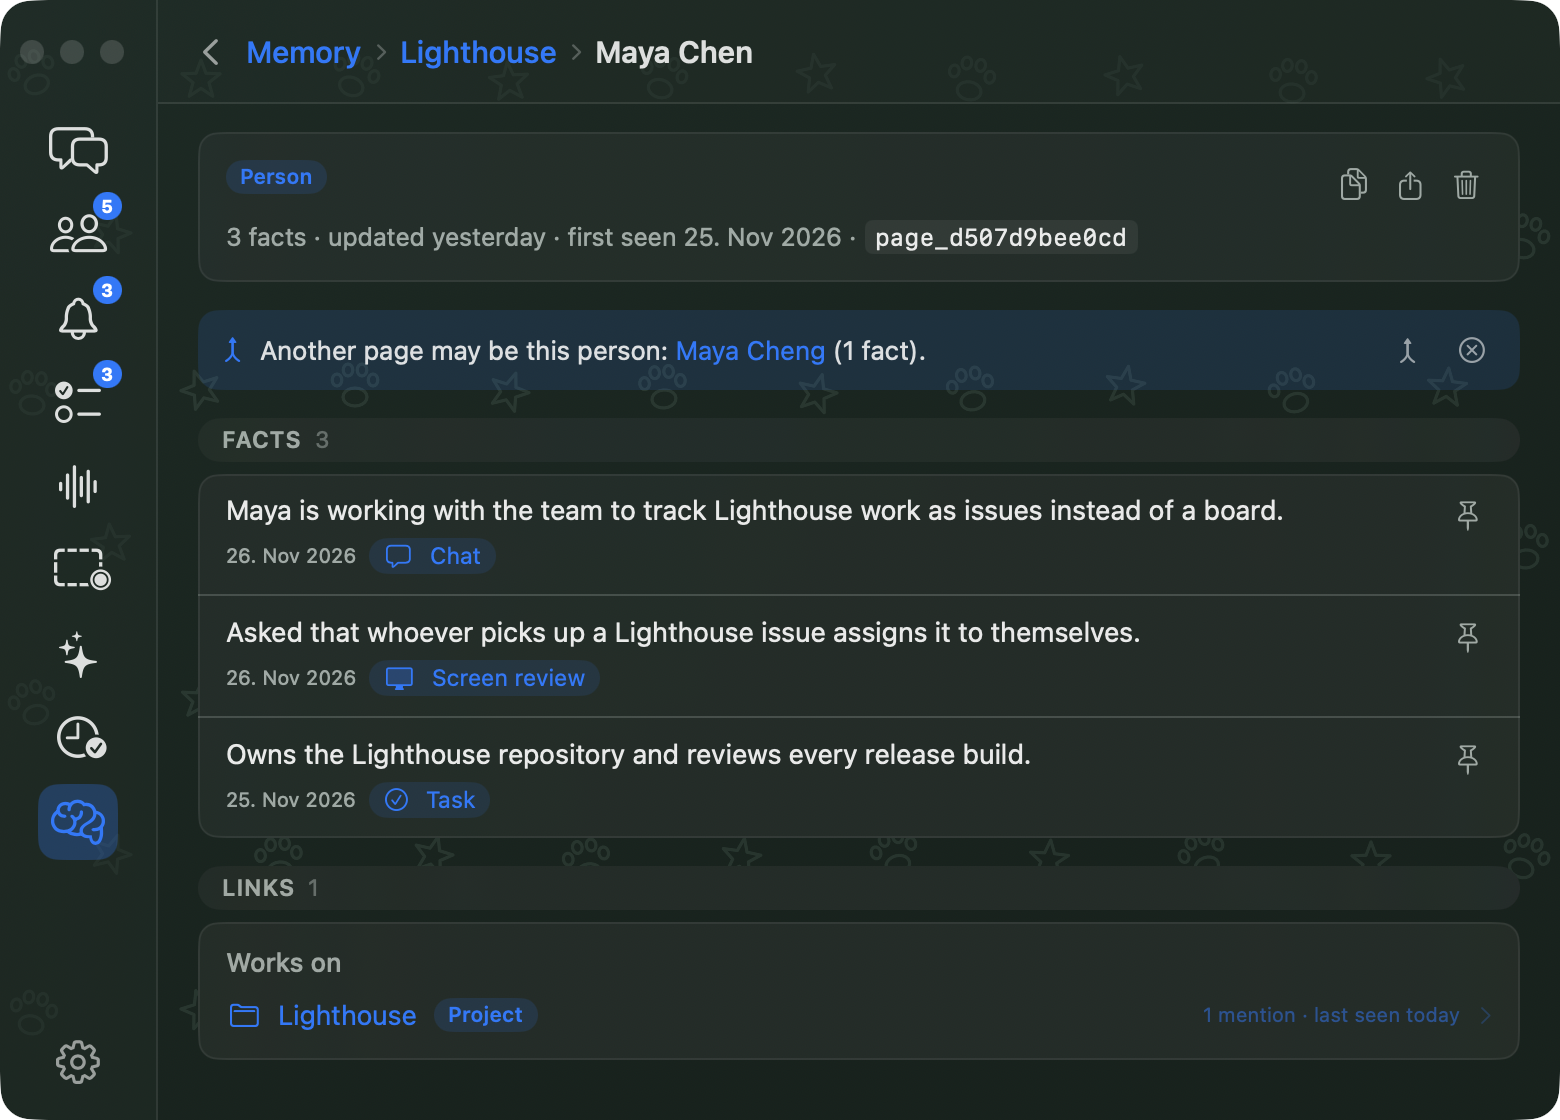 Memory > Lighthouse > Maya Chen
Person
3 facts · updated yesterday · first seen 25. Nov 2026 · page_d507d9bee0cd
5
3
3
Another page may be this person: Maya Cheng (1 fact).
FACTS 3
Maya is working with the team to track Lighthouse work as issues instead of a board.
26. Nov 2026 Chat
Asked that whoever picks up a Lighthouse issue assigns it to themselves.
26. Nov 2026 Screen review
Owns the Lighthouse repository and reviews every release build.
25. Nov 2026 Task
LINKS 1
Works on
Lighthouse Project 1 mention · last seen today